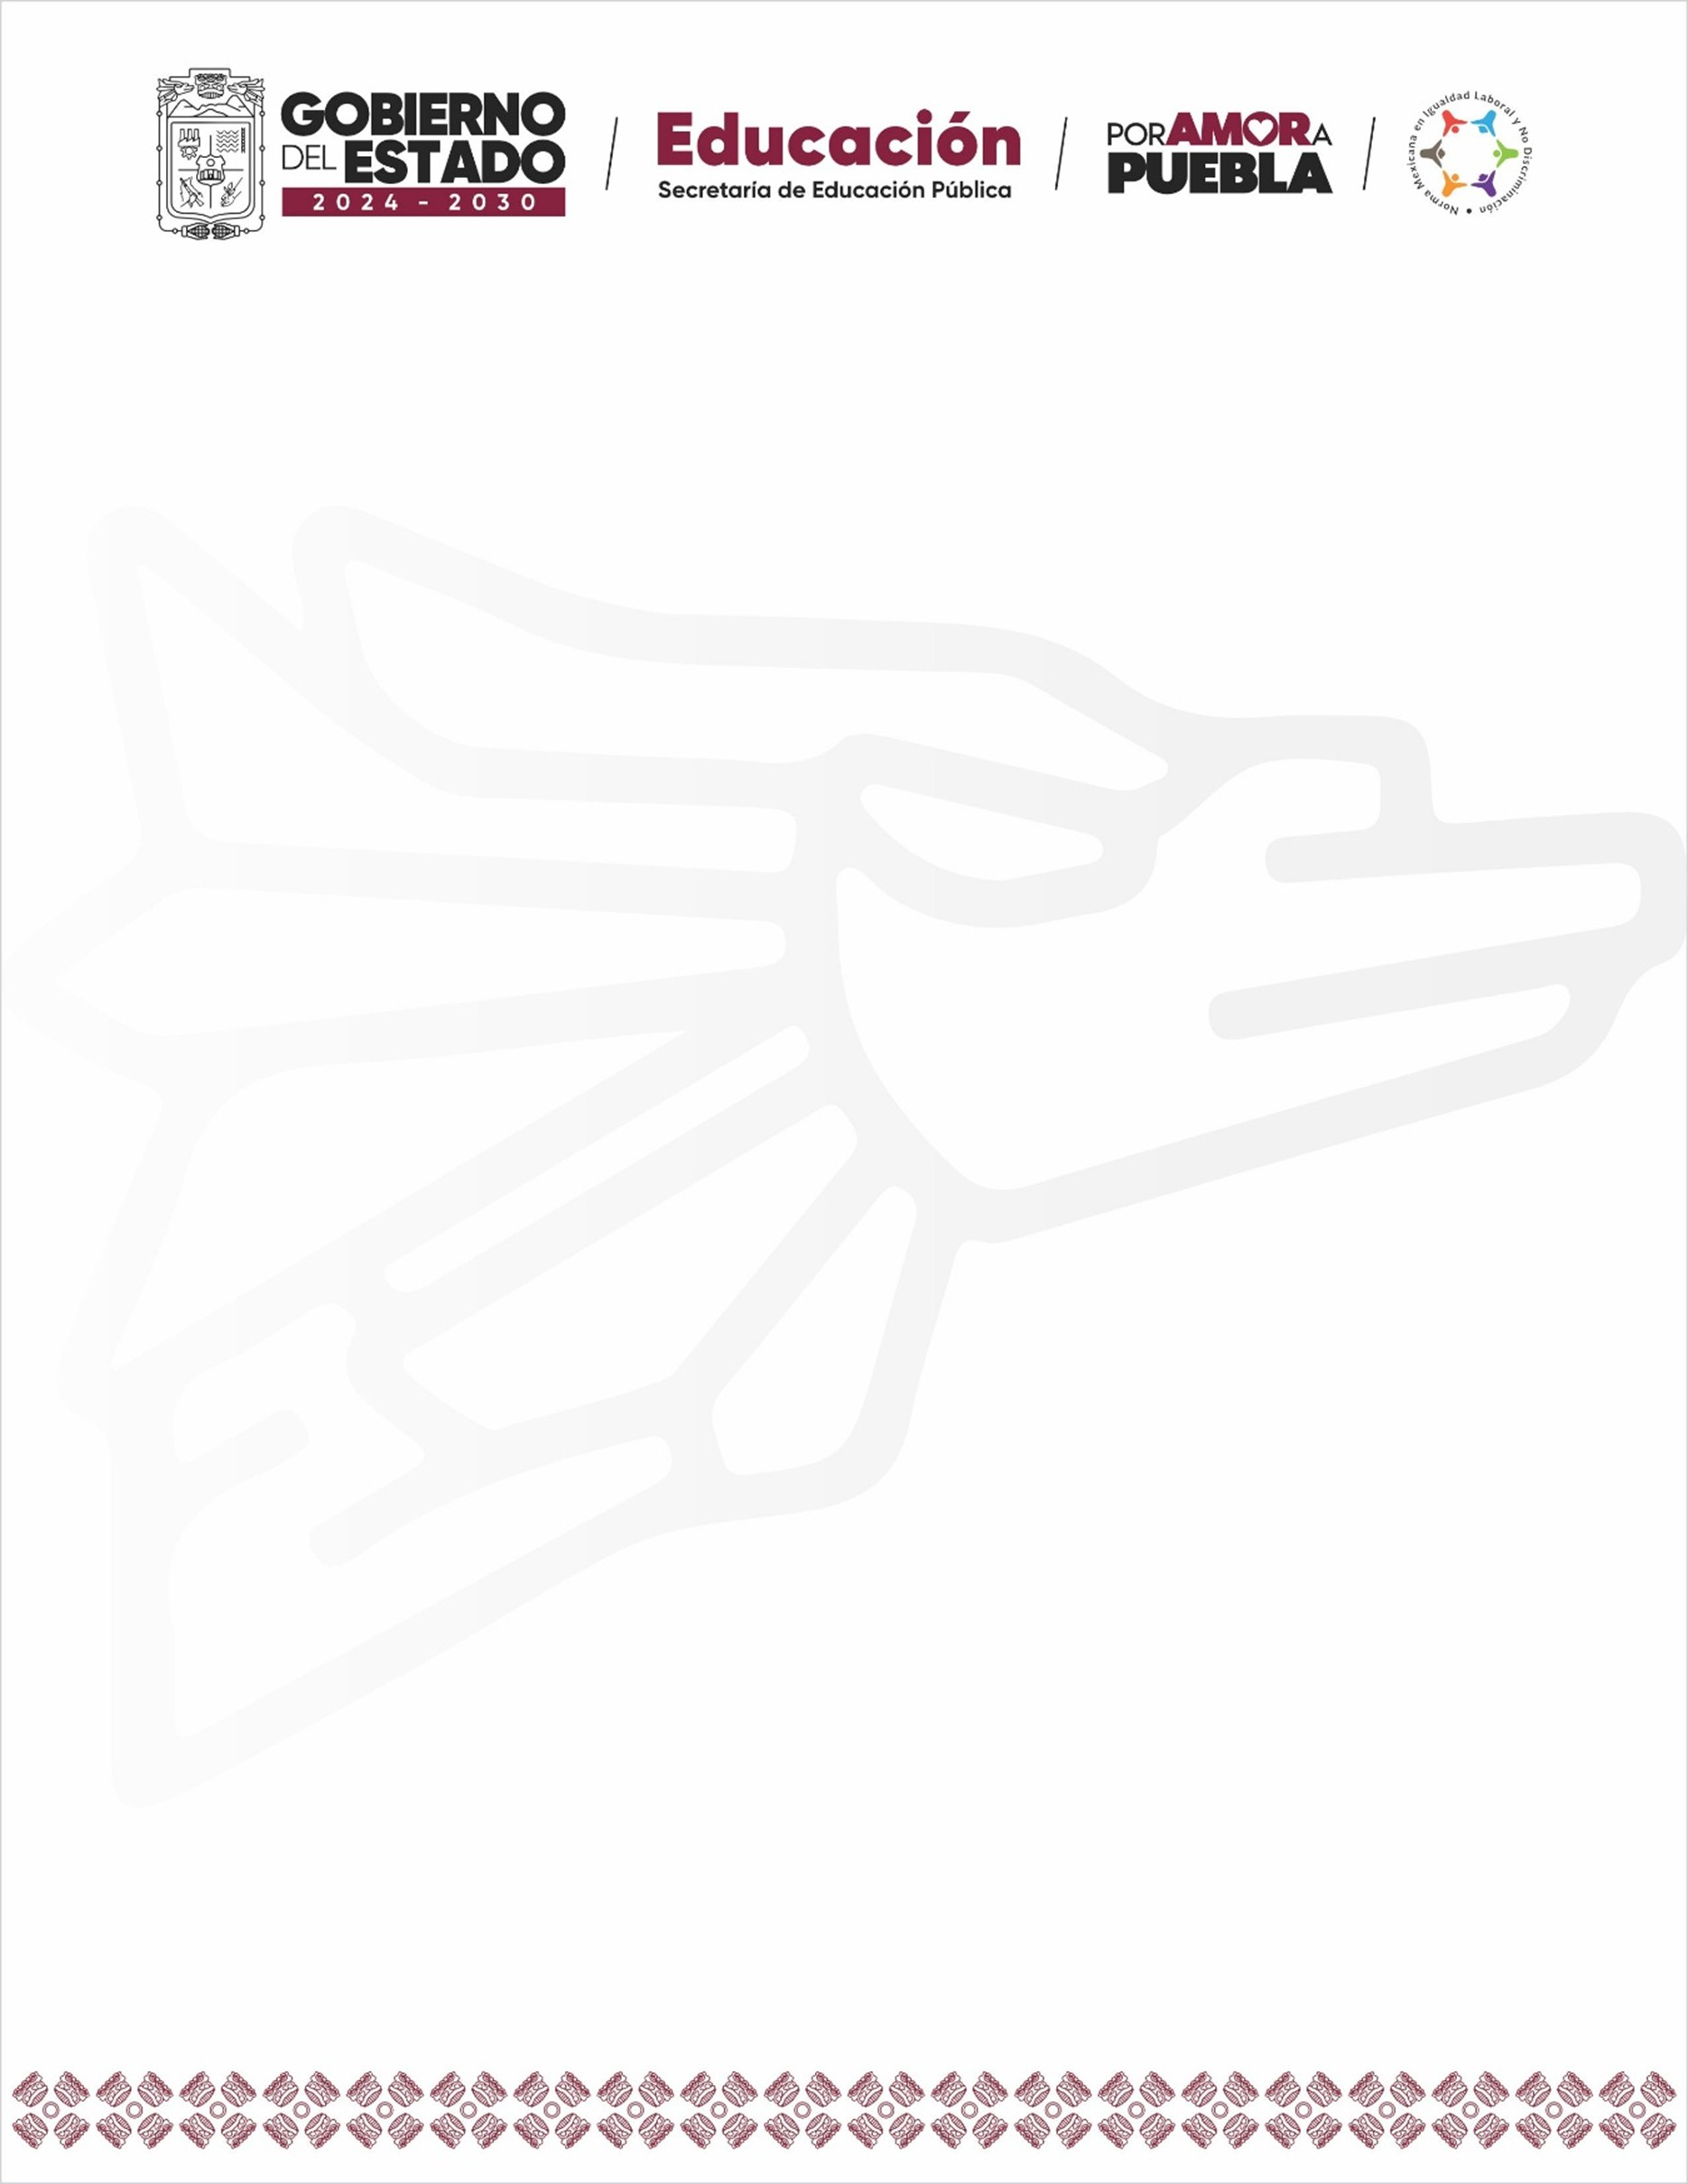 GOBIERNO
DEL ESTADO
2024 - 2030
Educación
Secretaría de Educación Pública
POR AMOR A
PUEBLA
Norma Mexicana en Igualdad Laboral y No Discriminación •